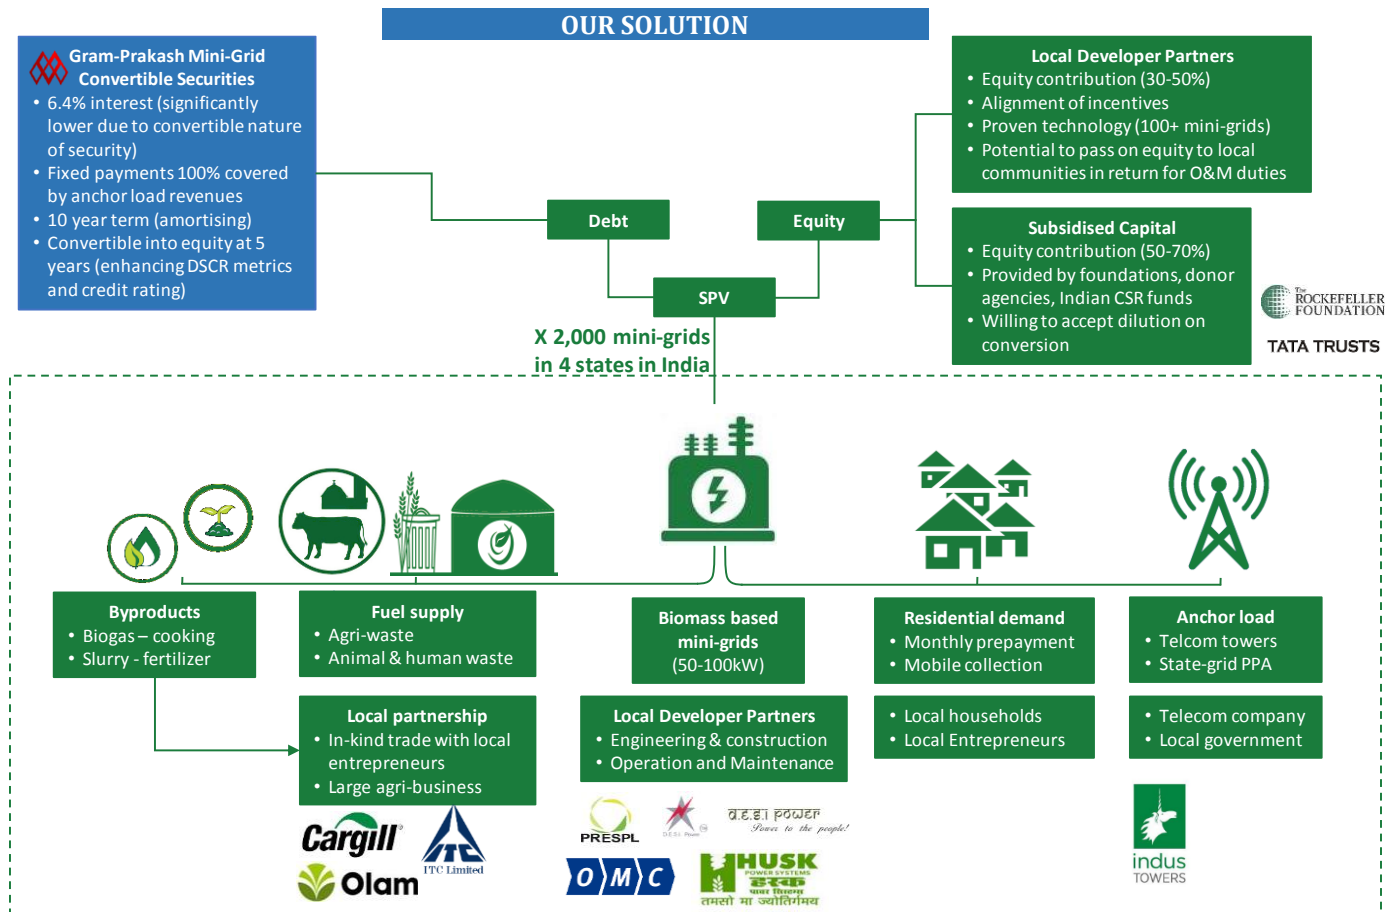 OUR SOLUTION
Gram-Prakash Mini-Grid
Convertible Securities
• 6.4% interest (significantly
lower due to convertible nature
of security)
• Fixed payments 100% covered
by anchor load revenues
• 10 year term (amortising)
• Convertible into equity at 5
years (enhancing DSCR metrics
and credit rating)
Debt
Equity
SPV
X 2,000 mini-grids
in 4 states in India
Local Developer Partners
• Equity contribution (30-50%)
• Alignment of incentives
• Proven technology (100+ mini-grids)
• Potential to pass on equity to local
communities in return for O&M duties
Subsidised Capital
• Equity contribution (50-70%)
• Provided by foundations, donor
agencies, Indian CSR funds
• Willing to accept dilution on
conversion
The
ROCKEFELLER
FOUNDATION
TATA TRUSTS
Byproducts
• Biogas – cooking
• Slurry - fertilizer
Fuel supply
• Agri-waste
• Animal & human waste
Local partnership
• In-kind trade with local
entrepreneurs
• Large agri-business
Cargill
ITC Limited
Olam
Biomass based
mini-grids
(50-100kW)
Local Developer Partners
• Engineering & construction
• Operation and Maintenance
PRESPL
D.E.S.I. Power
d.e.s.i power
Power to the people!
OMC
HUSK
POWER SYSTEMS
हस्क
पावर सिस्टम्स
तमसो मा ज्योतिर्गमय
Residential demand
• Monthly prepayment
• Mobile collection
• Local households
• Local Entrepreneurs
Anchor load
• Telcom towers
• State-grid PPA
• Telecom company
• Local government
indus
TOWERS